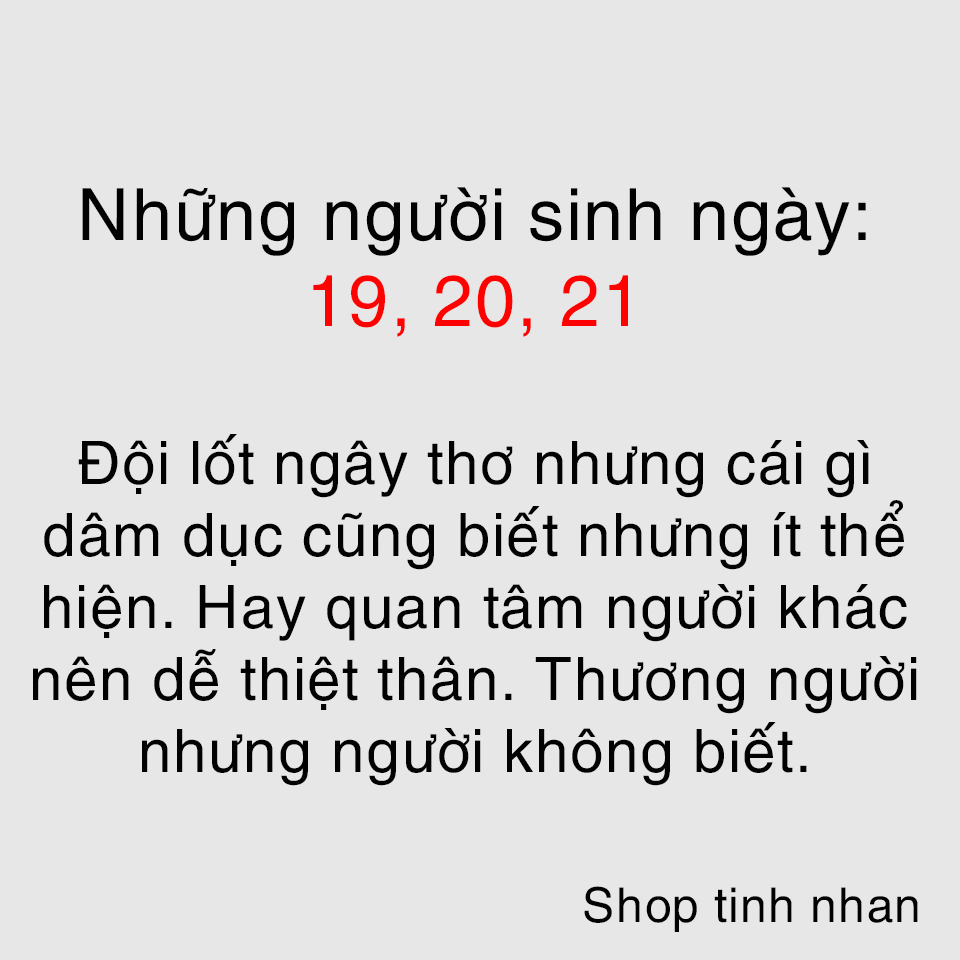 Những người sinh ngày:
19, 20, 21
Đội lốt ngây thơ nhưng cái gì
dâm dục cũng biết nhưng ít thể
hiện. Hay quan tâm người khác
nên dễ thiệt thân. Thương người
nhưng người không biết.
Shop tinh nhan